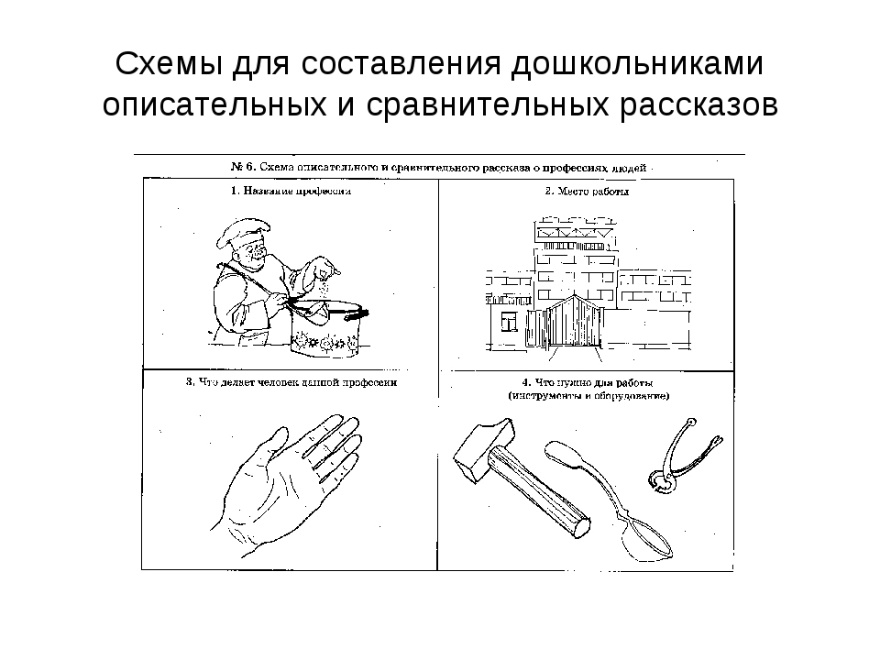 Схемы для составления дошкольниками
описательных и сравнительных рассказов
№ 6. Схема описательного и сравнительного рассказа о профессиях людей
1. Название профессии
2. Место работы
3. Что делает человек данной профессии
4. Что нужно для работы
(инструменты и оборудование)